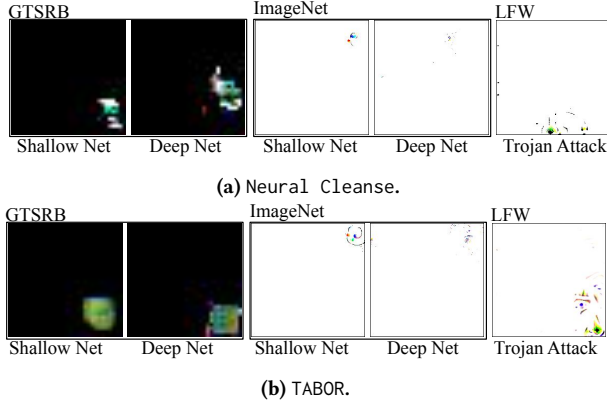 GTSRB ImageNet LFW
Shallow Net Deep Net Shallow Net Deep Net Trojan Attack
(a) Neural Cleanse.
GTSRB ImageNet LFW
Shallow Net Deep Net Shallow Net Deep Net Trojan Attack
(b) TABOR.